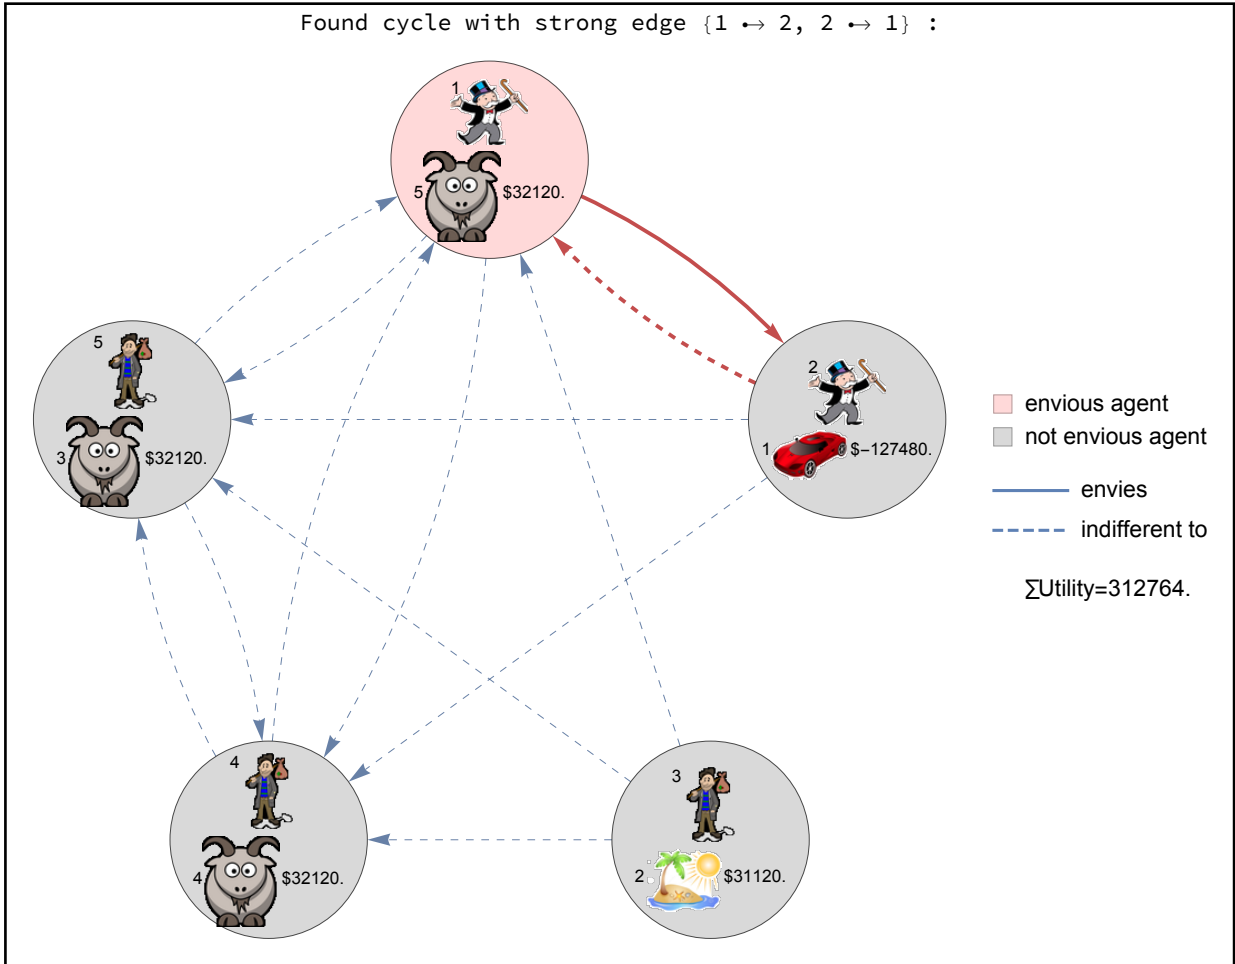 Found cycle with strong edge {1 ↦ 2, 2 ↦ 1} :
1
5 $32120.
5
3 $32120.
2
1 $-127480.
envious agent
not envious agent
envies
indifferent to
∑Utility=312764.
4
4 $32120.
3
2 $31120.